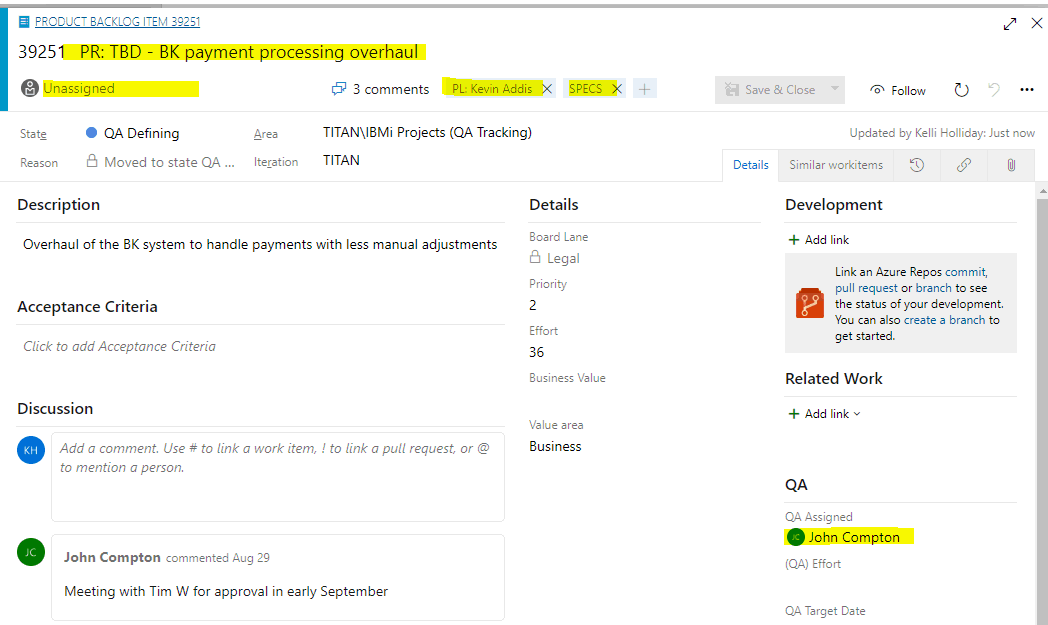 PRODUCT BACKLOG ITEM 39251
39251 PR: TBD - BK payment processing overhaul
Unassigned
3 comments
PL: Kevin Addis
SPECS
Save & Close
Follow
State
QA Defining
Area
TITAN\IBMi Projects (QA Tracking)
Updated by Kelli Holliday: Just now
Reason
Moved to state QA ...
Iteration
TITAN
Details
Similar workitems
Description
Overhaul of the BK system to handle payments with less manual adjustments
Acceptance Criteria
Click to add Acceptance Criteria
Discussion
KH
Add a comment. Use # to link a work item, ! to link a pull request, or @
to mention a person.
JC
John Compton commented Aug 29
Meeting with Tim W for approval in early September
Details
Board Lane
Legal
Priority
2
Effort
36
Business Value
Value area
Business
Development
+ Add link
Link an Azure Repos commit,
pull request or branch to see
the status of your development.
You can also create a branch to
get started.
Related Work
+ Add link
QA
QA Assigned
JC John Compton
(QA) Effort
QA Target Date